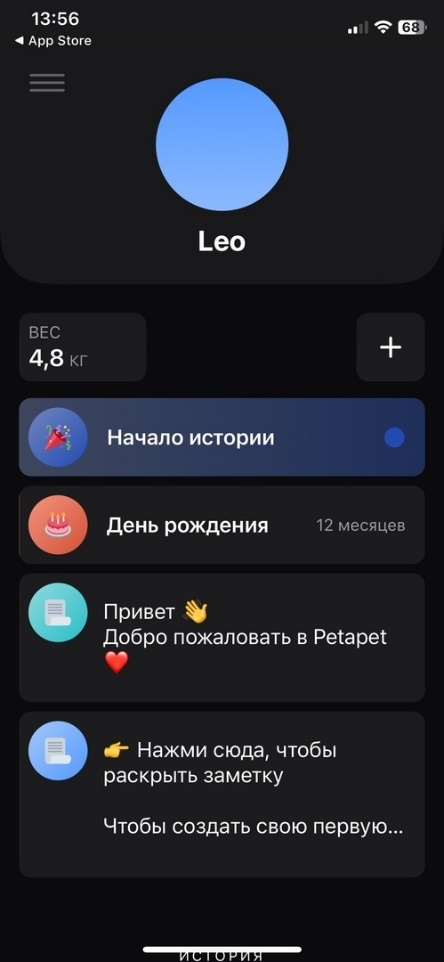 13:56
68
◀ App Store
Leo
ВЕС
4,8 кг
+
Начало истории
День рождения 12 месяцев
Привет 👋
Добро пожаловать в Petapet
❤️
👉 Нажми сюда, чтобы
раскрыть заметку
Чтобы создать свою первую...
ИСТОРИЯ